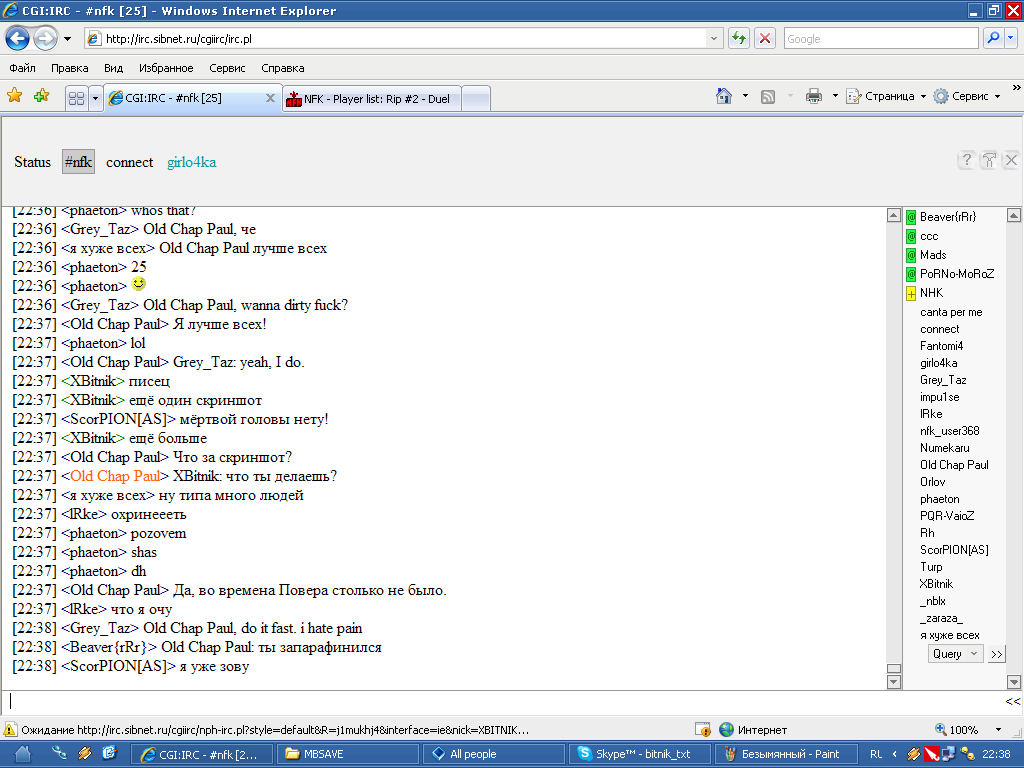 CGI:IRC - #nfk [25] - Windows Internet Explorer
http://irc.sibnet.ru/cgiirc/irc.pl
Google
Файл Правка Вид Избранное Сервис Справка
CGI:IRC - #nfk [25]
NFK - Player list: Rip #2 - Duel
Страница
Сервис
Status #nfk connect girlo4ka
[22:36] <phaeton> whos that?
[22:36] <Grey_Taz> Old Chap Paul, че
[22:36] <я хуже всех> Old Chap Paul лучше всех
[22:36] <phaeton> 25
[22:36] <phaeton>
[22:36] <Grey_Taz> Old Chap Paul, wanna dirty fuck?
[22:37] <Old Chap Paul> Я лучше всех!
[22:37] <phaeton> lol
[22:37] <Old Chap Paul> Grey_Taz: yeah, I do.
[22:37] <XBitnik> писец
[22:37] <XBitnik> ещё один скриншот
[22:37] <ScorPION[AS]> мёртвой головы нету!
[22:37] <XBitnik> ещё больше
[22:37] <Old Chap Paul> Что за скриншот?
[22:37] <Old Chap Paul> XBitnik: что ты делаешь?
[22:37] <я хуже всех> ну типа много людей
[22:37] <lRke> охринеееть
[22:37] <phaeton> pozovem
[22:37] <phaeton> shas
[22:37] <phaeton> dh
[22:37] <Old Chap Paul> Да, во времена Повера столько не было.
[22:37] <lRke> что я очу
[22:38] <Grey_Taz> Old Chap Paul, do it fast. i hate pain
[22:38] <Beaver{rRr}> Old Chap Paul: ты запарафинился
[22:38] <ScorPION[AS]> я уже зову
@ Beaver{rRr}
@ ccc
@ Mads
@ PoRNo-MoRoZ
+ NHK
canta per me
connect
Fantomi4
girlo4ka
Grey_Taz
impu1se
lRke
nfk_user368
Numekaru
Old Chap Paul
Orlov
phaeton
PQR-VaioZ
Rh
ScorPION[AS]
Turp
XBitnik
_nblx
_zaraza_
я хуже всех
Query >>
<<
Ожидание http://irc.sibnet.ru/cgiirc/nph-irc.pl?style=default&R=j1mukhj4&interface=ie&nick=XBITNIK...
Интернет
100%
CGI:IRC - #nfk [2...
MBSAVE
All people
Skype™ - bitnik_txt
Безымянный - Paint
RL
22:38